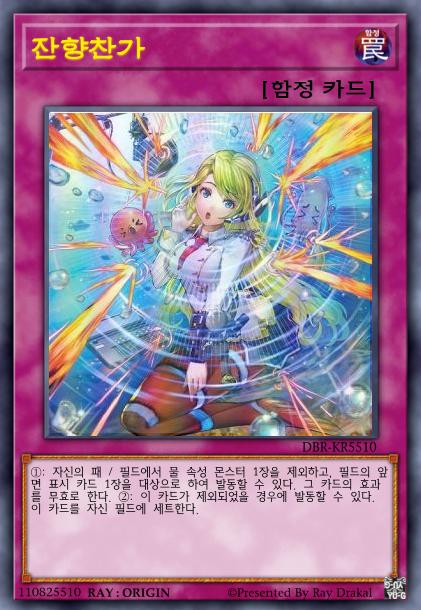 잔향찬가
함정
罠
[함정 카드]
DBR-KR5510
①: 자신의 패 / 필드에서 물 속성 몬스터 1장을 제외하고, 필드의 앞
면 표시 카드 1장을 대상으로 하여 발동할 수 있다. 그 카드의 효과
를 무효로 한다. ②: 이 카드가 제외되었을 경우에 발동할 수 있다.
이 카드를 자신 필드에 세트한다.
110825510 RAY : ORIGIN ©Presented By Ray Drakal